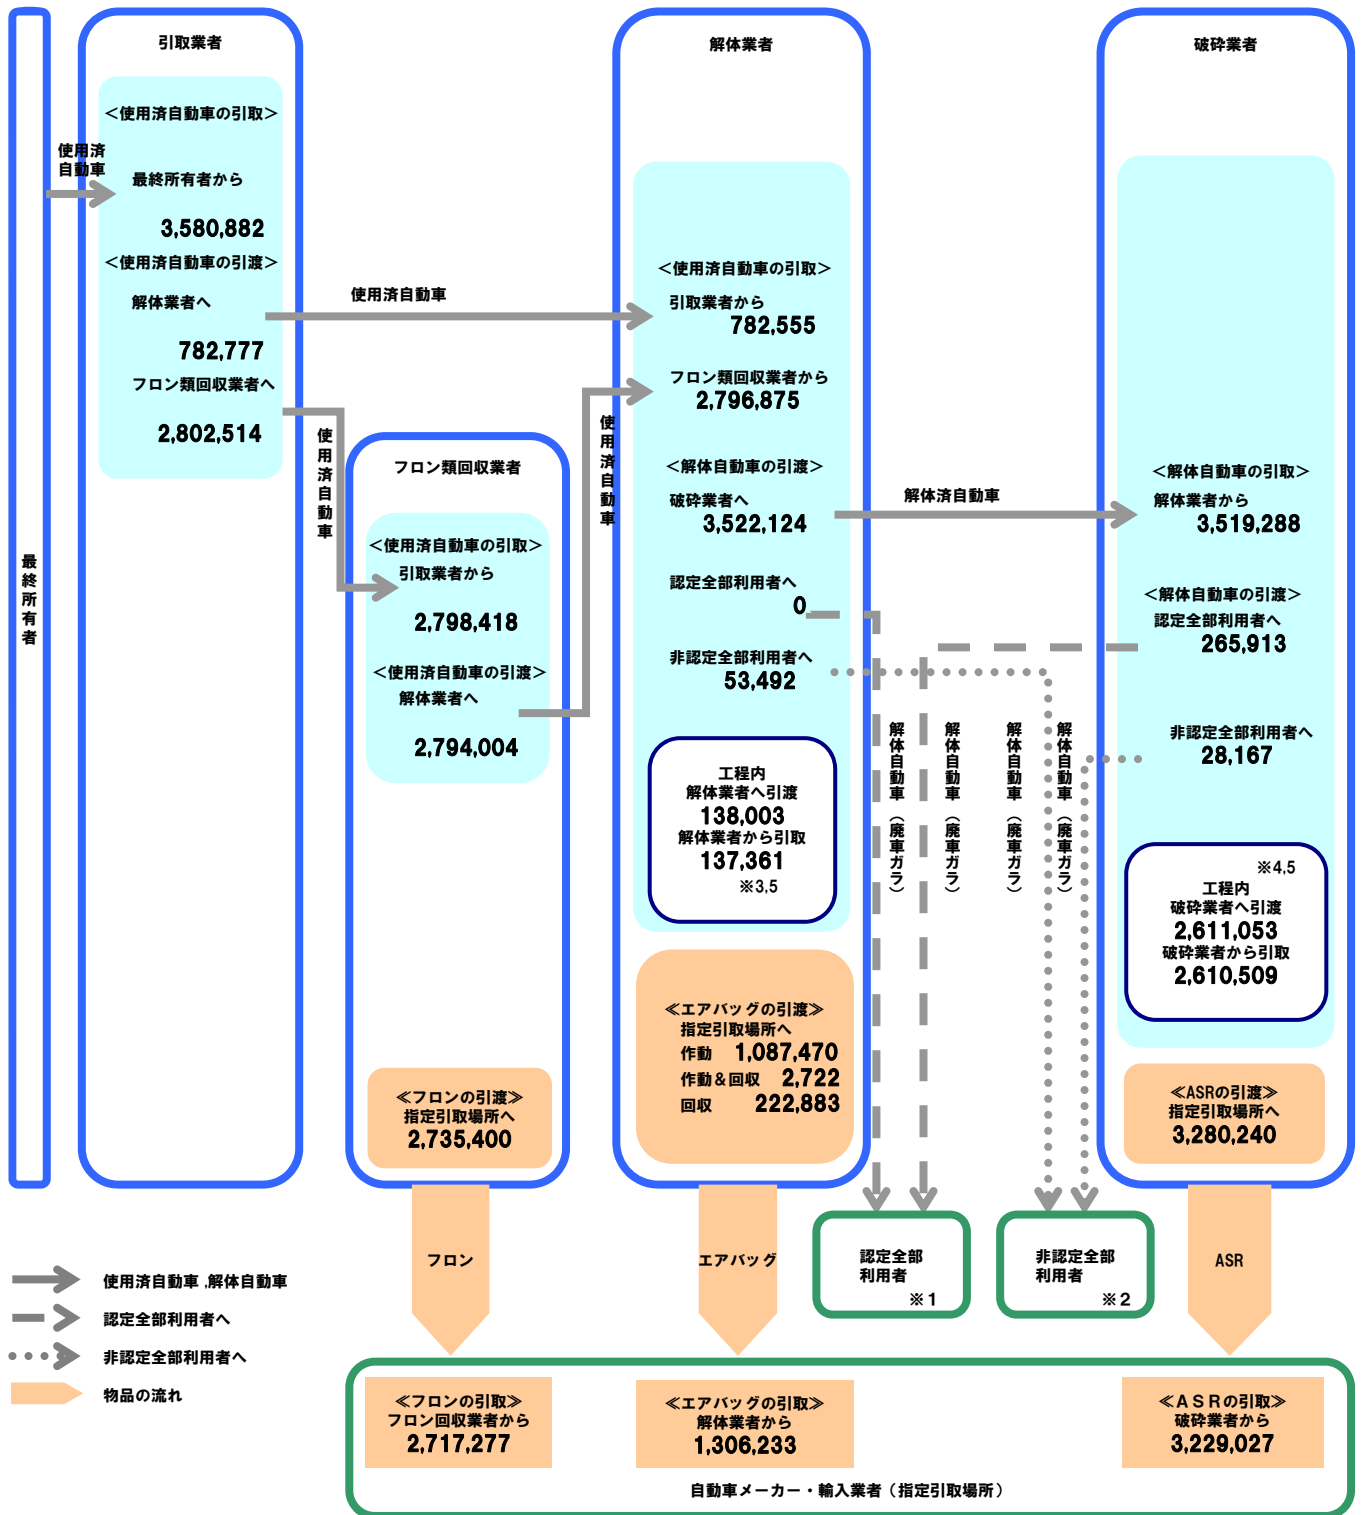 最終所有者
使用済
自動車
引取業者
＜使用済自動車の引取＞
最終所有者から
3,580,882
＜使用済自動車の引渡＞
解体業者へ
782,777
フロン類回収業者へ
2,802,514
使用済自動車
使用済自動車
フロン類回収業者
＜使用済自動車の引取＞
引取業者から
2,798,418
＜使用済自動車の引渡＞
解体業者へ
2,794,004
≪フロンの引渡≫
指定引取場所へ
2,735,400
使用済自動車
解体業者
＜使用済自動車の引取＞
引取業者から
782,555
フロン類回収業者から
2,796,875
＜解体自動車の引渡＞
破砕業者へ
3,522,124
認定全部利用者へ
0
非認定全部利用者へ
53,492
工程内
解体業者へ引渡
138,003
解体業者から引取
137,361
※3,5
≪エアバッグの引渡≫
指定引取場所へ
作動 1,087,470
作動＆回収 2,722
回収 222,883
解体済自動車
解体自動車（廃車ガラ）
解体自動車（廃車ガラ）
解体自動車（廃車ガラ）
解体自動車（廃車ガラ）
破砕業者
＜解体自動車の引取＞
解体業者から
3,519,288
＜解体自動車の引渡＞
認定全部利用者へ
265,913
非認定全部利用者へ
28,167
※4,5
工程内
破砕業者へ引渡
2,611,053
破砕業者から引取
2,610,509
≪ASRの引渡≫
指定引取場所へ
3,280,240
フロン
エアバッグ
認定全部
利用者
※１
非認定全部
利用者
※２
ASR
使用済自動車 ,解体自動車
認定全部利用者へ
非認定全部利用者へ
物品の流れ
≪フロンの引取≫
フロン回収業者から
2,717,277
≪エアバッグの引取≫
解体業者から
1,306,233
≪ＡＳＲの引取≫
破砕業者から
3,229,027
自動車メーカー・輸入業者（指定引取場所）